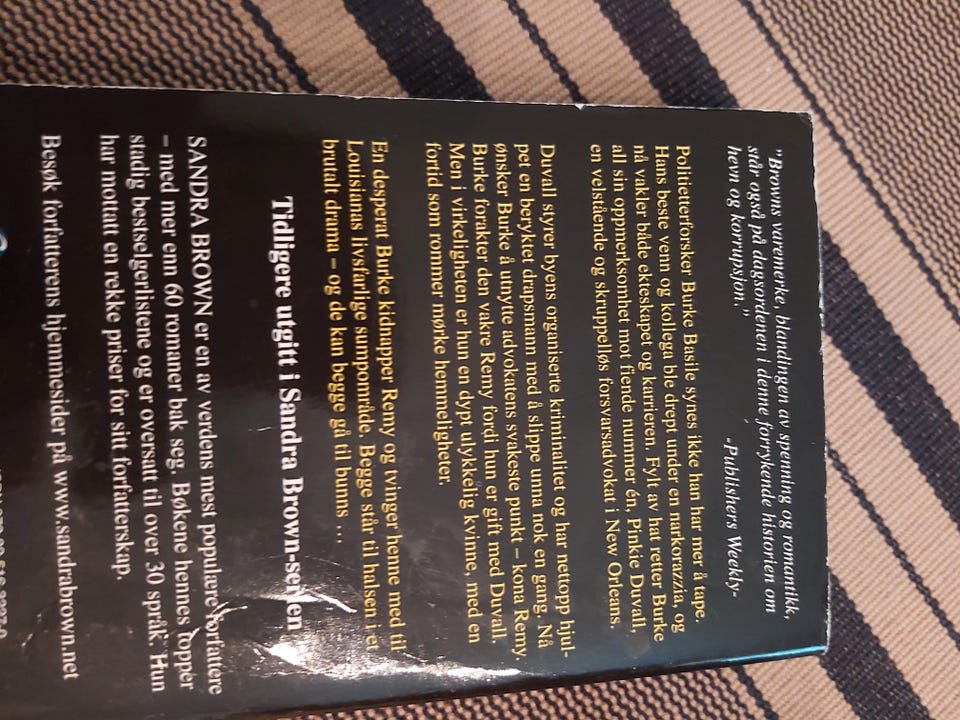 "Browns varemerke, blandingen av spenning og romantikk,
står også på dagsordenen i denne forrykende historien om
hevn og korrupsjon."
-Publishers Weekly-
Politietterforsker Burke Basile synes ikke han har mer å tape.
Hans beste venn og kollega ble drept under en narkorazzia, og
nå vakler både ekteskapet og karrieren. Fylt av hat retter Burke
all sin oppmerksomhet mot fiende nummer én, Pinkie Duvall,
en velstående og skruppelløs forsvarsadvokat i New Orleans.
Duvall styrer byens organiserte kriminalitet og har nettopp hjul-
pet en beryktet drapsmann med å slippe unna nok en gang. Nå
ønsker Burke å utnytte advokatens svakeste punkt – kona Remy.
Burke forakter den vakre Remy fordi hun er gift med Duvall.
Men i virkeligheten er hun en dypt ulykkelig kvinne, med en
fortid som rommer mørke hemmeligheter.
En desperat Burke kidnapper Remy og tvinger henne med til
Louisianas livsfarlige sumpområde. Begge står til halsen i et
brutalt drama – og de kan begge gå til bunns ...
Tidligere utgitt i Sandra Brown-serien
SANDRA BROWN er en av verdens mest populære forfattere
– med mer enn 60 romaner bak seg. Bøkene hennes topper
stadig bestselgerlistene og er oversatt til over 30 språk. Hun
har mottatt en rekke priser for sitt forfatterskap.
Besøk forfatterens hjemmesider på www.sandrabrown.net